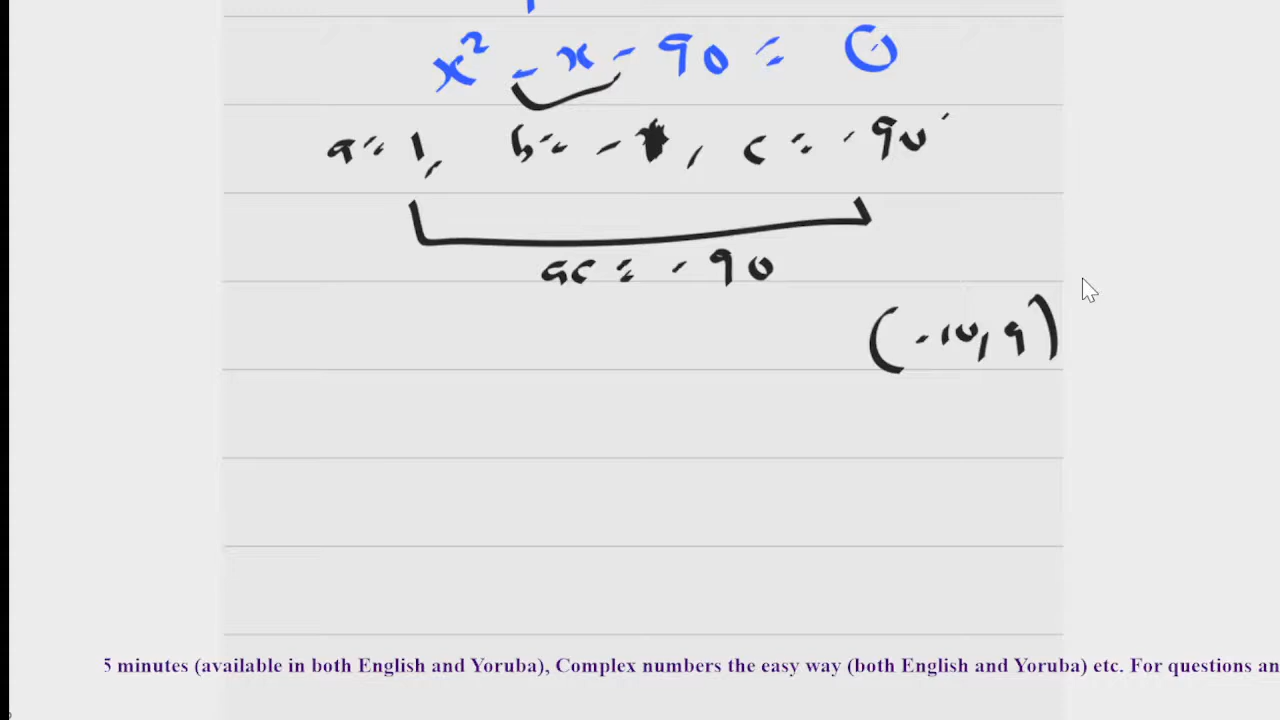 x² - x - 90 = 0
a = 1, b = -1, c = -90
ac = -90
(-10, 9)
5 minutes (available in both English and Yoruba), Complex numbers the easy way (both English and Yoruba) etc. For questions an